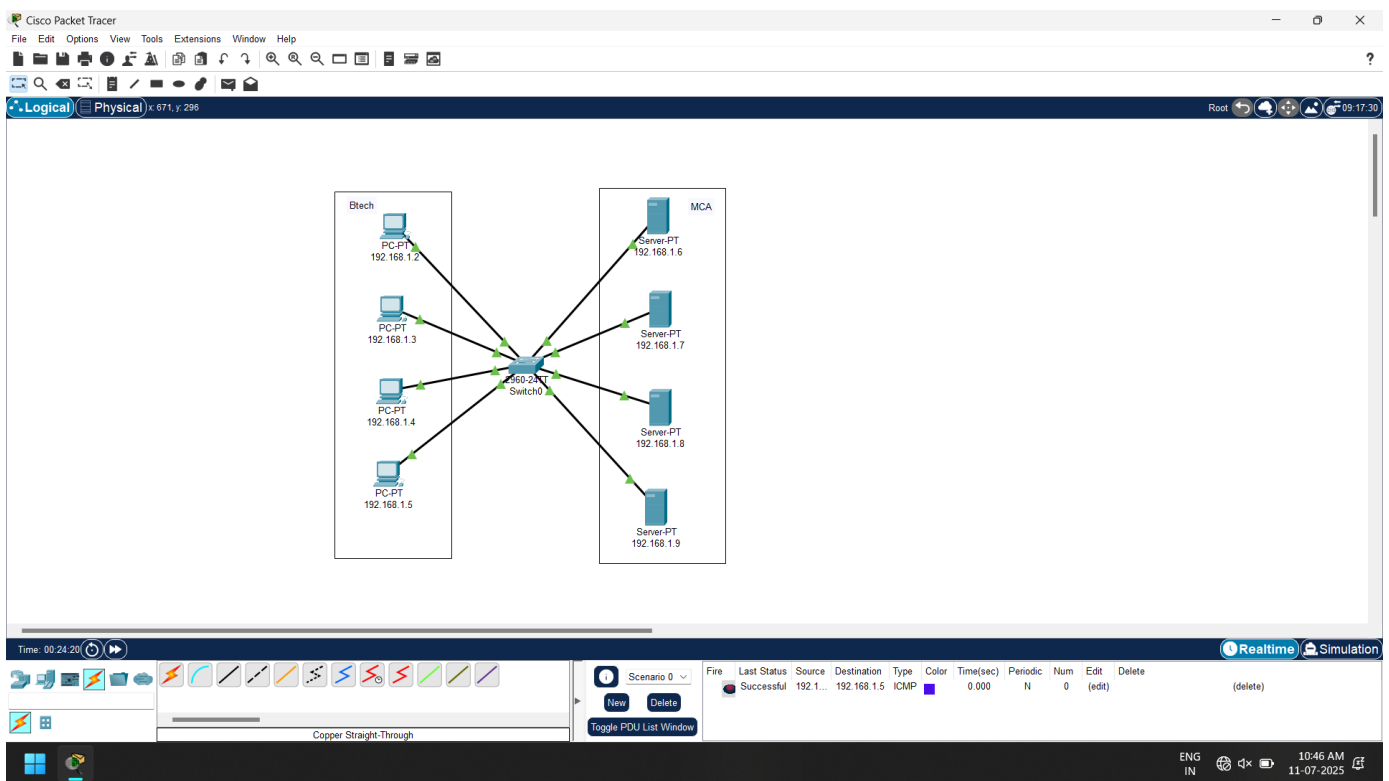 Cisco Packet Tracer
File Edit Options View Tools Extensions Window Help
?
Logical Physical x: 671, y: 296 Root 09:17:30
Btech
PC-PT
192.168.1.2
PC-PT
192.168.1.3
PC-PT
192.168.1.4
PC-PT
192.168.1.5
2960-24TT
Switch0
MCA
Server-PT
192.168.1.6
Server-PT
192.168.1.7
Server-PT
192.168.1.8
Server-PT
192.168.1.9
Time: 00:24:20 Realtime Simulation
Copper Straight-Through
Scenario 0
New Delete
Toggle PDU List Window
Fire Last Status Source Destination Type Color Time(sec) Periodic Num Edit Delete
Successful 192.1... 192.168.1.5 ICMP 0.000 N 0 (edit) (delete)
ENG
IN
10:46 AM
11-07-2025